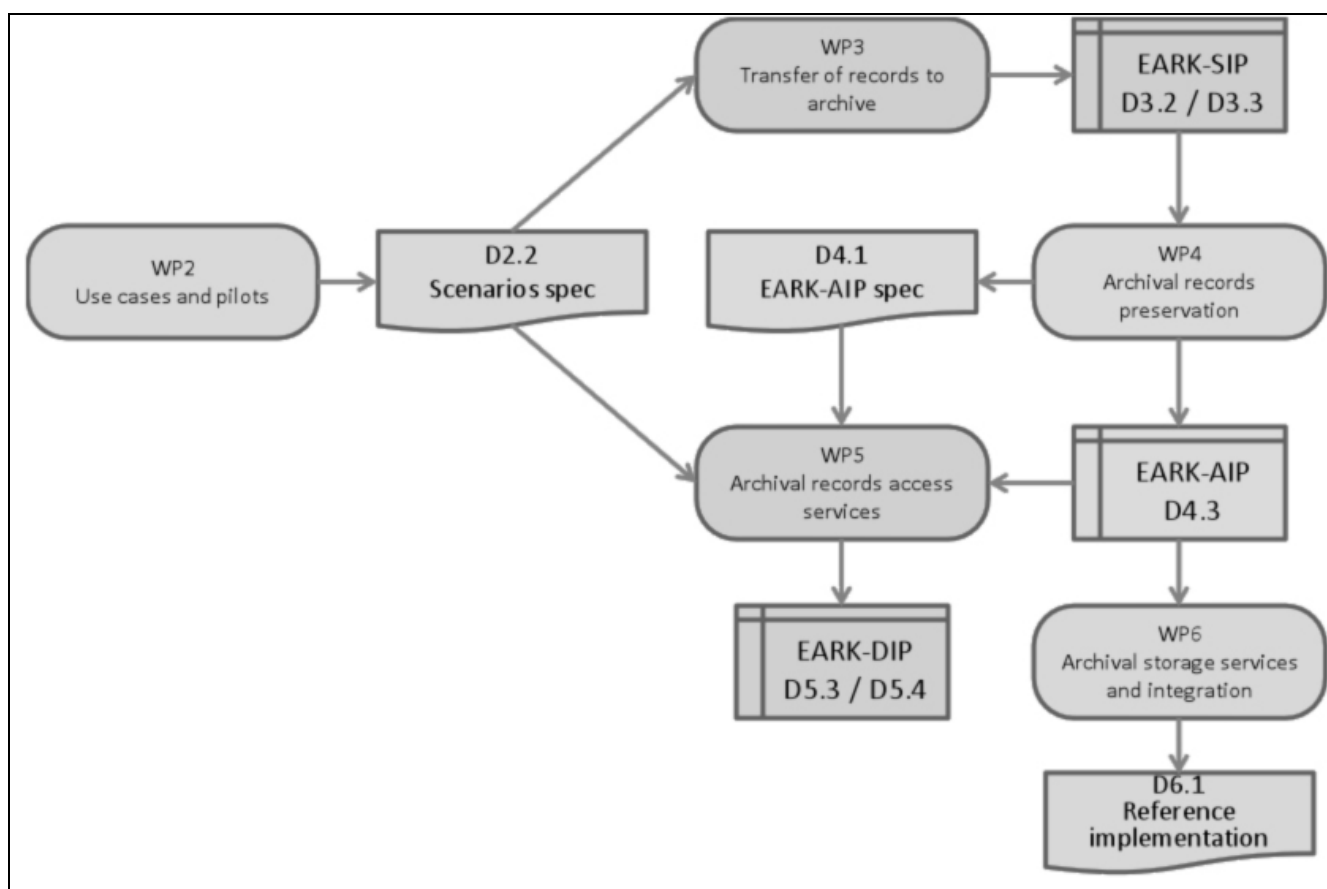 WP3
Transfer of records to
archive
EARK-SIP
D3.2 / D3.3
WP2
Use cases and pilots
D2.2
Scenarios spec
D4.1
EARK-AIP spec
WP4
Archival records
preservation
WP5
Archival records access
services
EARK-AIP
D4.3
EARK-DIP
D5.3 / D5.4
WP6
Archival storage services
and integration
D6.1
Reference
implementation